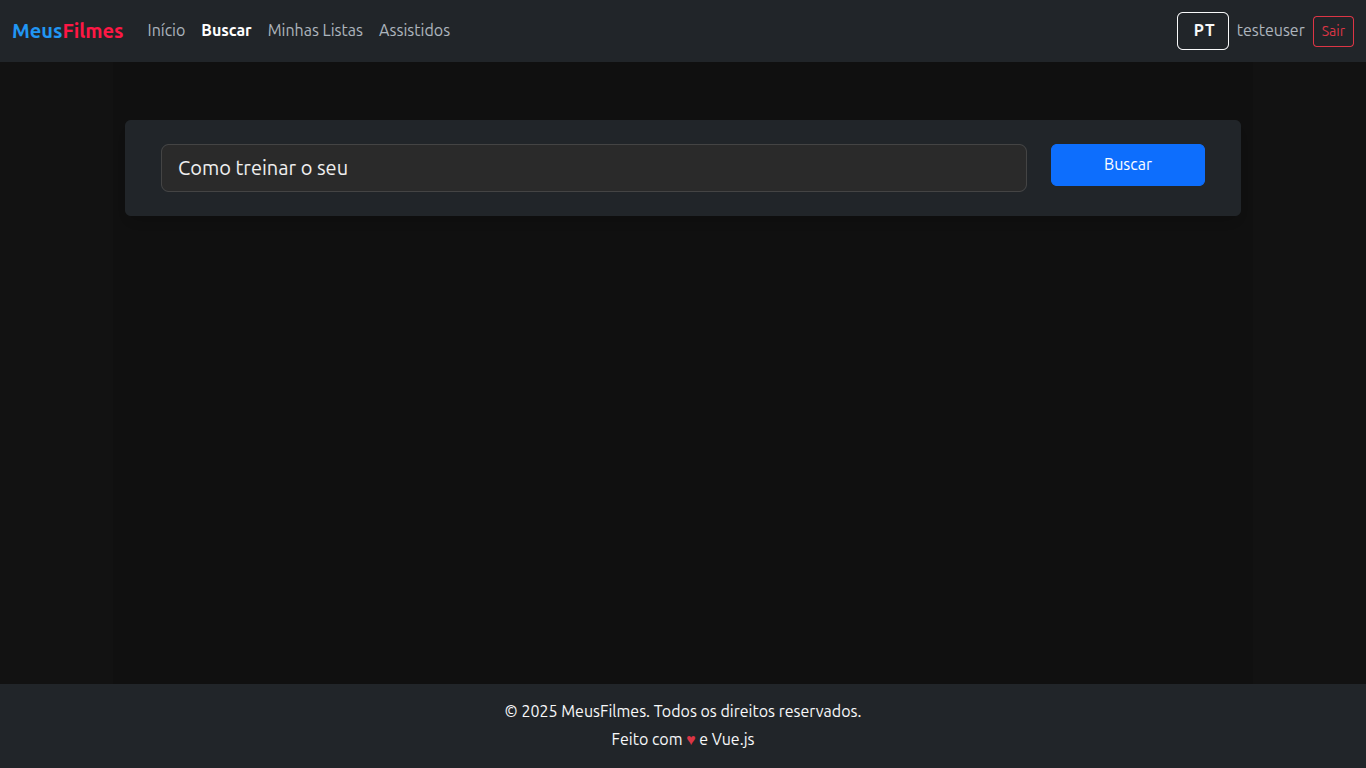 MeusFilmes Início Buscar Minhas Listas Assistidos PT testeuser Sair
Como treinar o seu Buscar
© 2025 MeusFilmes. Todos os direitos reservados.
Feito com ♥ e Vue.js